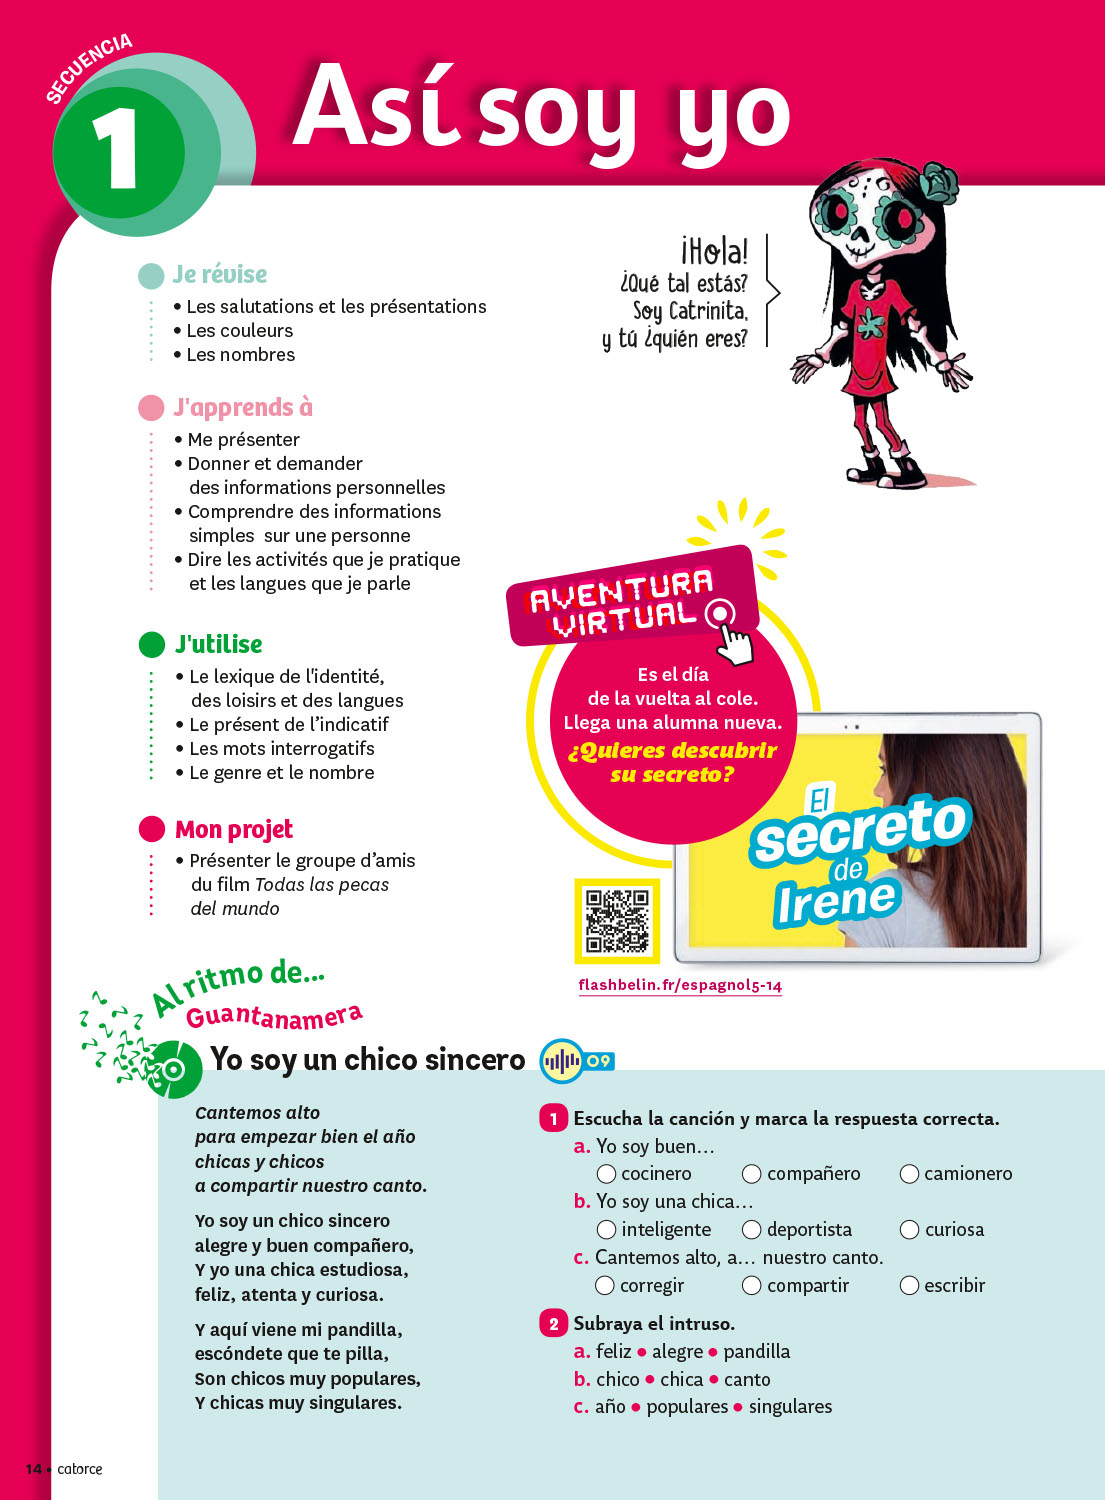 SECUENCIA
1
Así soy yo
¡Hola!
¿Qué tal estás?
Soy Catrinita,
y tú ¿quién eres?
Je révise
• Les salutations et les présentations
• Les couleurs
• Les nombres
J'apprends à
• Me présenter
• Donner et demander
des informations personnelles
• Comprendre des informations
simples sur une personne
• Dire les activités que je pratique
et les langues que je parle
J'utilise
• Le lexique de l'identité,
des loisirs et des langues
• Le présent de l’indicatif
• Les mots interrogatifs
• Le genre et le nombre
Mon projet
• Présenter le groupe d’amis
du film Todas las pecas
del mundo
AVENTURA
VIRTUAL
Es el día
de la vuelta al cole.
Llega una alumna nueva.
¿Quieres descubrir
su secreto?
El
secreto
de
Irene
flashbelin.fr/espagnol5-14
Al ritmo de...
Guantanamera
Yo soy un chico sincero
09
Cantemos alto
para empezar bien el año
chicas y chicos
a compartir nuestro canto.
Yo soy un chico sincero
alegre y buen compañero,
Y yo una chica estudiosa,
feliz, atenta y curiosa.
Y aquí viene mi pandilla,
escóndete que te pilla,
Son chicos muy populares,
Y chicas muy singulares.
1 Escucha la canción y marca la respuesta correcta.
a. Yo soy buen…
cocinero compañero camionero
b. Yo soy una chica…
inteligente deportista curiosa
c. Cantemos alto, a… nuestro canto.
corregir compartir escribir
2 Subraya el intruso.
a. feliz • alegre • pandilla
b. chico • chica • canto
c. año • populares • singulares
14 • catorce